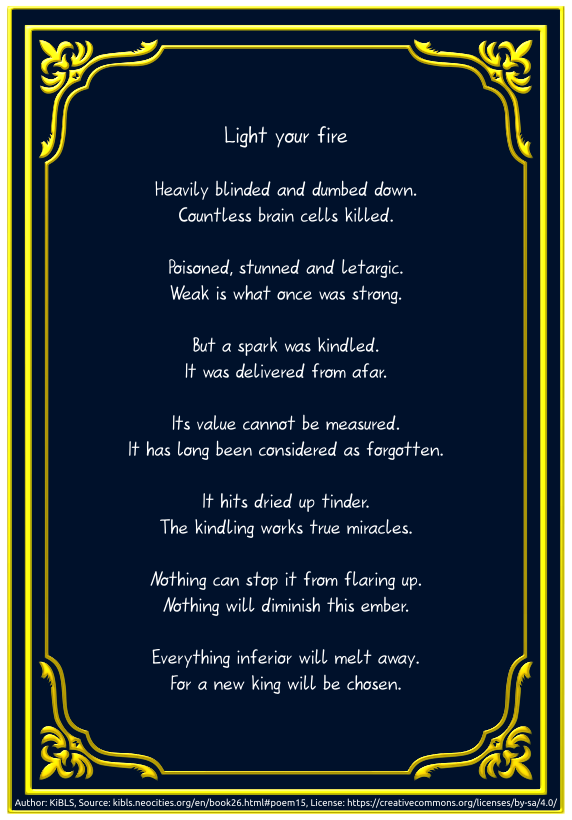 Light your fire
Heavily blinded and dumbed down.
Countless brain cells killed.
Poisoned, stunned and letargic.
Weak is what once was strong.
But a spark was kindled.
It was delivered from afar.
Its value cannot be measured.
It has long been considered as forgotten.
It hits dried up tinder.
The kindling works true miracles.
Nothing can stop it from flaring up.
Nothing will diminish this ember.
Everything inferior will melt away.
For a new king will be chosen.
Author: KiBLS, Source: kibls.neocities.org/en/book26.html#poem15, License: https://creativecommons.org/licenses/by-sa/4.0/